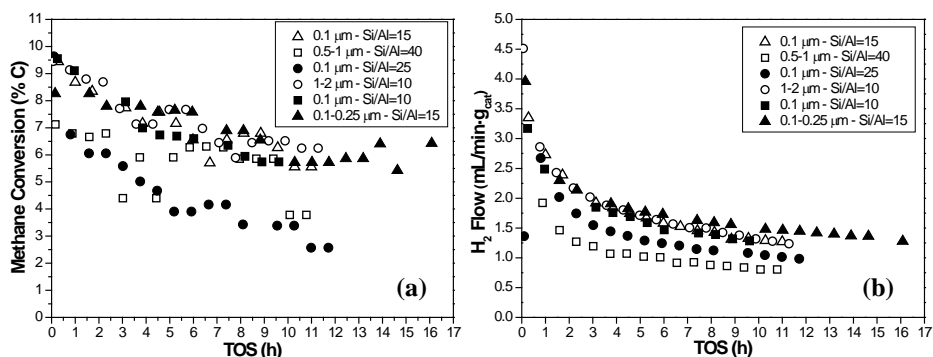 11
10
9
8
7
6
5
4
3
2
1
0
Methane Conversion (% C)
0 1 2 3 4 5 6 7 8 9 10 11 12 13 14 15 16 17
TOS (h)
0.1 μm - Si/Al=15
0.5-1 μm - Si/Al=40
0.1 μm - Si/Al=25
1-2 μm - Si/Al=10
0.1 μm - Si/Al=10
0.1-0.25 μm - Si/Al=15
(a)
5.0
4.5
4.0
3.5
3.0
2.5
2.0
1.5
1.0
0.5
0.0
H₂ Flow (mL/min·g_cat)
0 1 2 3 4 5 6 7 8 9 10 11 12 13 14 15 16 17
TOS (h)
0.1 μm - Si/Al=15
0.5-1 μm - Si/Al=40
0.1 μm - Si/Al=25
1-2 μm - Si/Al=10
0.1 μm - Si/Al=10
0.1-0.25 μm - Si/Al=15
(b)